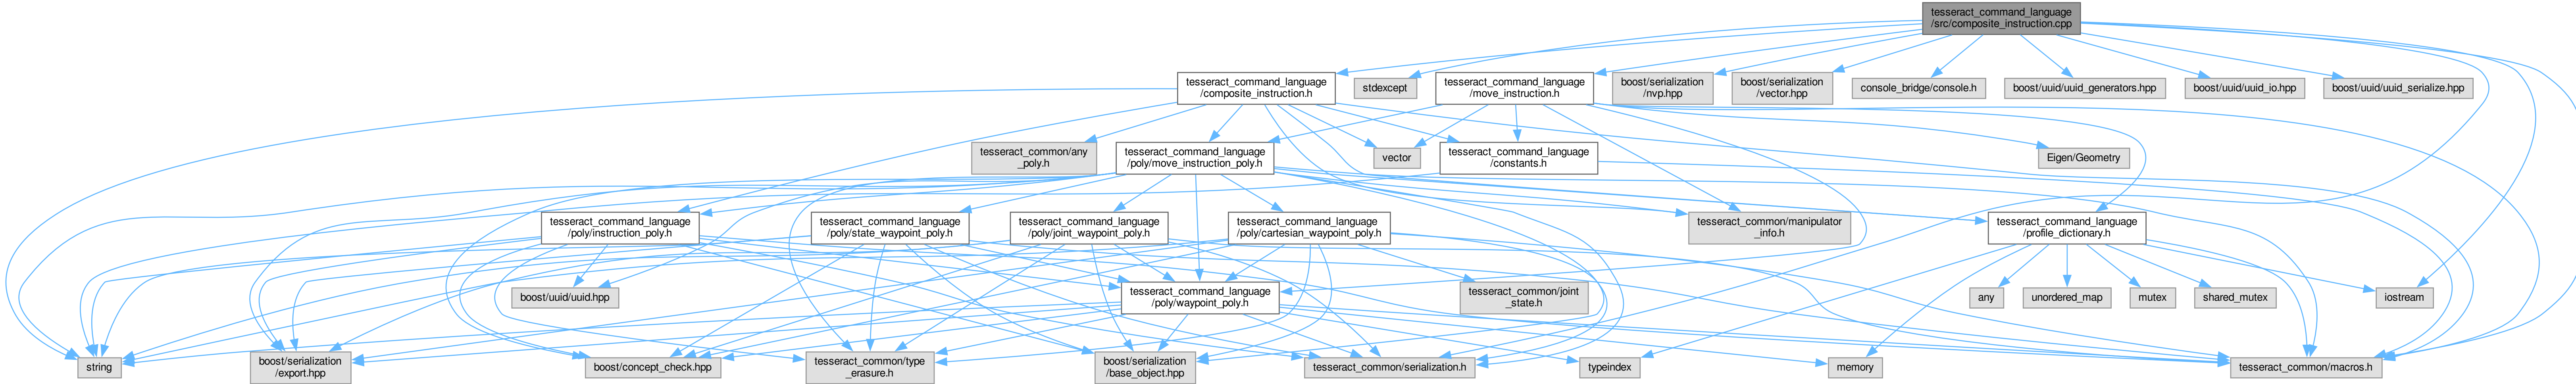 tesseract_command_language
/src/composite_instruction.cpp
tesseract_command_language
/composite_instruction.h
stdexcept
tesseract_command_language
/move_instruction.h
boost/serialization
/nvp.hpp
boost/serialization
/vector.hpp
console_bridge/console.h
boost/uuid/uuid_generators.hpp
boost/uuid/uuid_io.hpp
boost/uuid/uuid_serialize.hpp
tesseract_common/any
_poly.h
tesseract_command_language
/poly/move_instruction_poly.h
vector
tesseract_command_language
/constants.h
Eigen/Geometry
tesseract_command_language
/poly/instruction_poly.h
tesseract_command_language
/poly/state_waypoint_poly.h
tesseract_command_language
/poly/joint_waypoint_poly.h
tesseract_command_language
/poly/cartesian_waypoint_poly.h
tesseract_common/manipulator
_info.h
tesseract_command_language
/profile_dictionary.h
boost/uuid/uuid.hpp
tesseract_command_language
/poly/waypoint_poly.h
tesseract_common/joint
_state.h
any
unordered_map
mutex
shared_mutex
iostream
string
boost/serialization
/export.hpp
boost/concept_check.hpp
tesseract_common/type
_erasure.h
boost/serialization
/base_object.hpp
tesseract_common/serialization.h
typeindex
memory
tesseract_common/macros.h